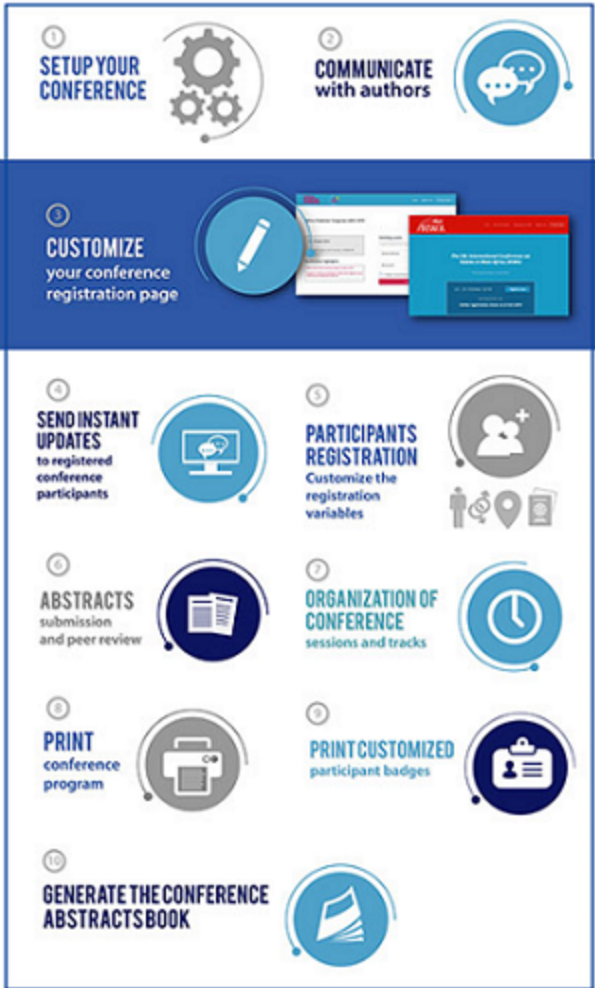 1
SETUP YOUR
CONFERENCE
2
COMMUNICATE
with authors
3
CUSTOMIZE
your conference
registration page
4
SEND INSTANT
UPDATES
to registered
conference
participants
5
PARTICIPANTS
REGISTRATION
Customize the
registration
variables
6
ABSTRACTS
submission
and peer review
7
ORGANIZATION OF
CONFERENCE
sessions and tracks
8
PRINT
conference
program
9
PRINT CUSTOMIZED
participant badges
10
GENERATE THE CONFERENCE
ABSTRACTS BOOK